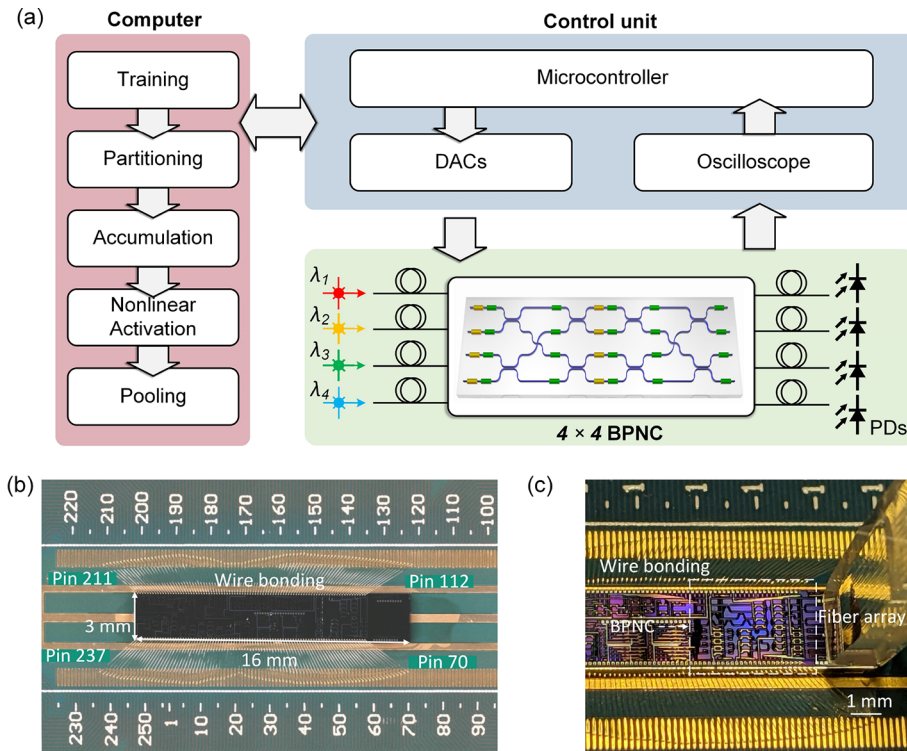 (a)
Computer
Control unit
Training
Partitioning
Accumulation
Nonlinear
Activation
Pooling
Microcontroller
DACs
Oscilloscope
λ1
λ2
λ3
λ4
4 × 4 BPNC
PDs
(b)
-220
-210
-200
-190
-180
-170
-160
-150
-140
-130
-120
-110
-100
Pin 211
Wire bonding
Pin 112
3 mm
16 mm
Pin 237
Pin 70
230
240
250
1
10
20
30
40
50
60
70
80
90
(c)
Wire bonding
BPNC
Fiber array
1 mm